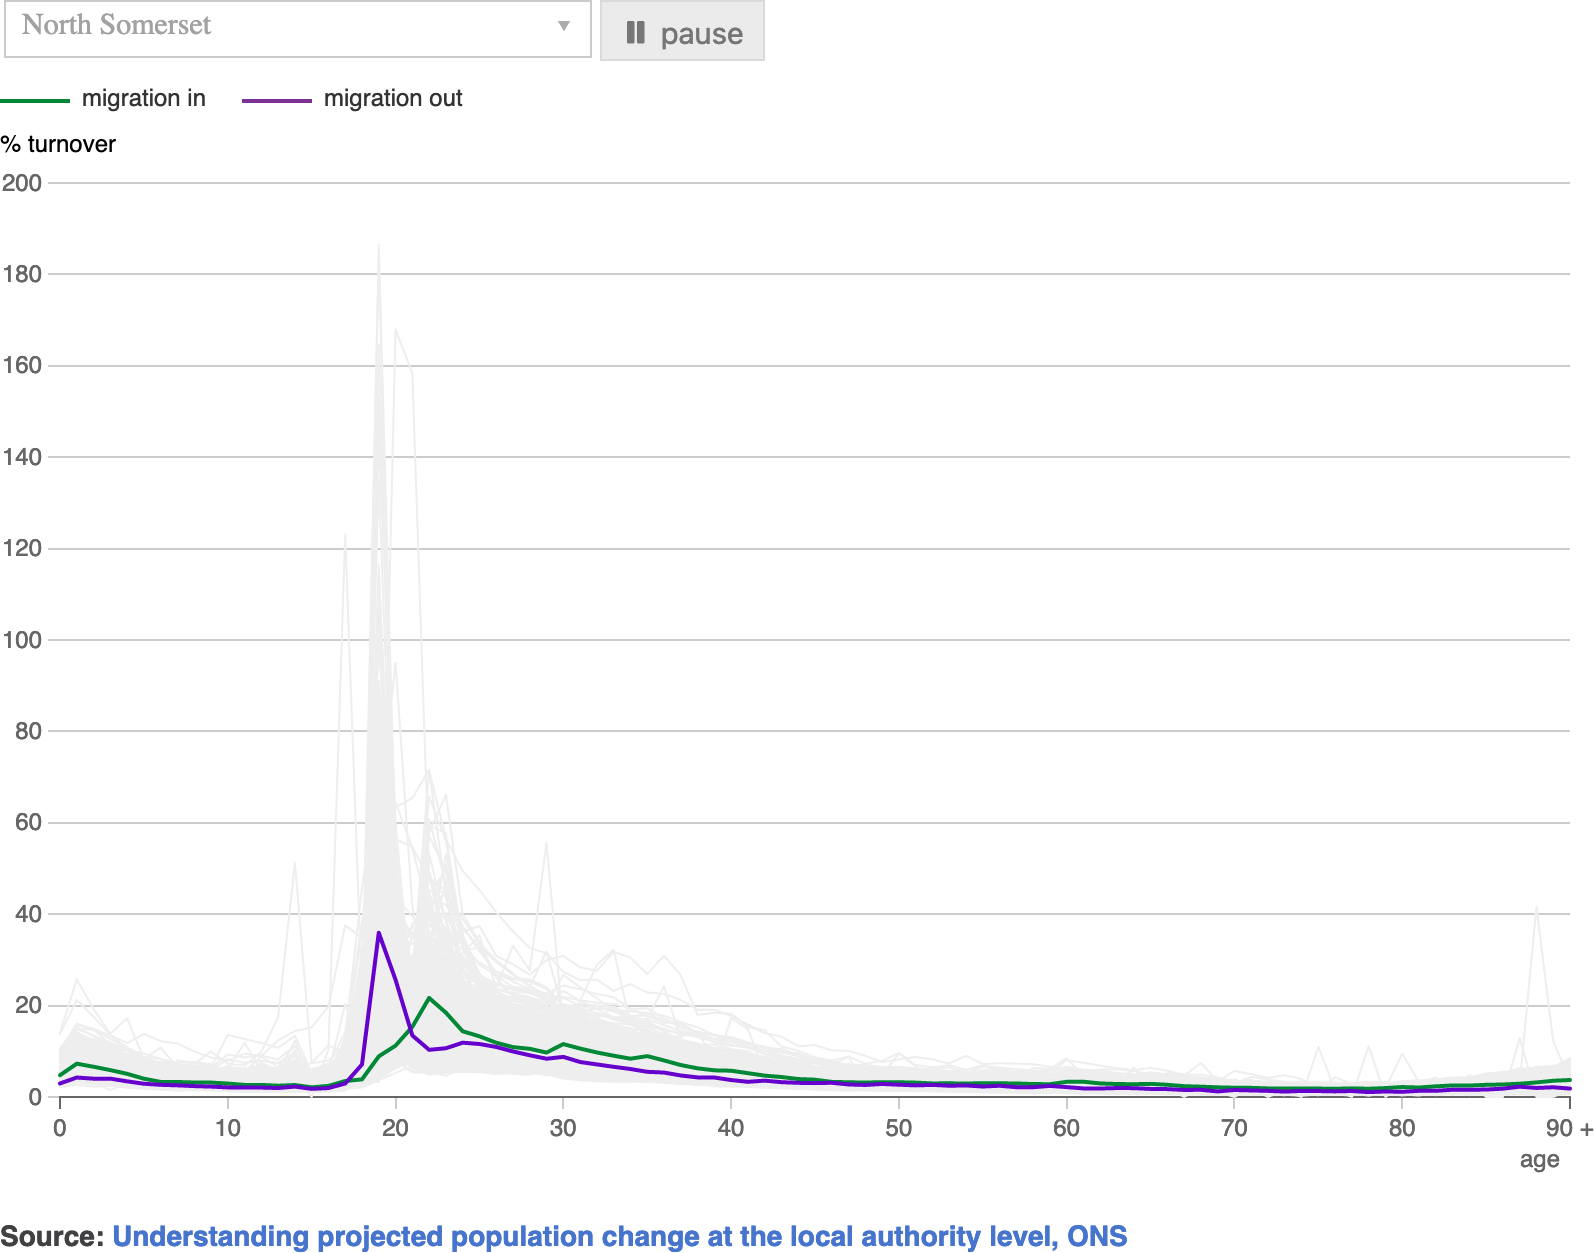 North Somerset
pause
migration in migration out
% turnover
200
180
160
140
120
100
80
60
40
20
0
0 10 20 30 40 50 60 70 80 90 +
age
Source: Understanding projected population change at the local authority level, ONS